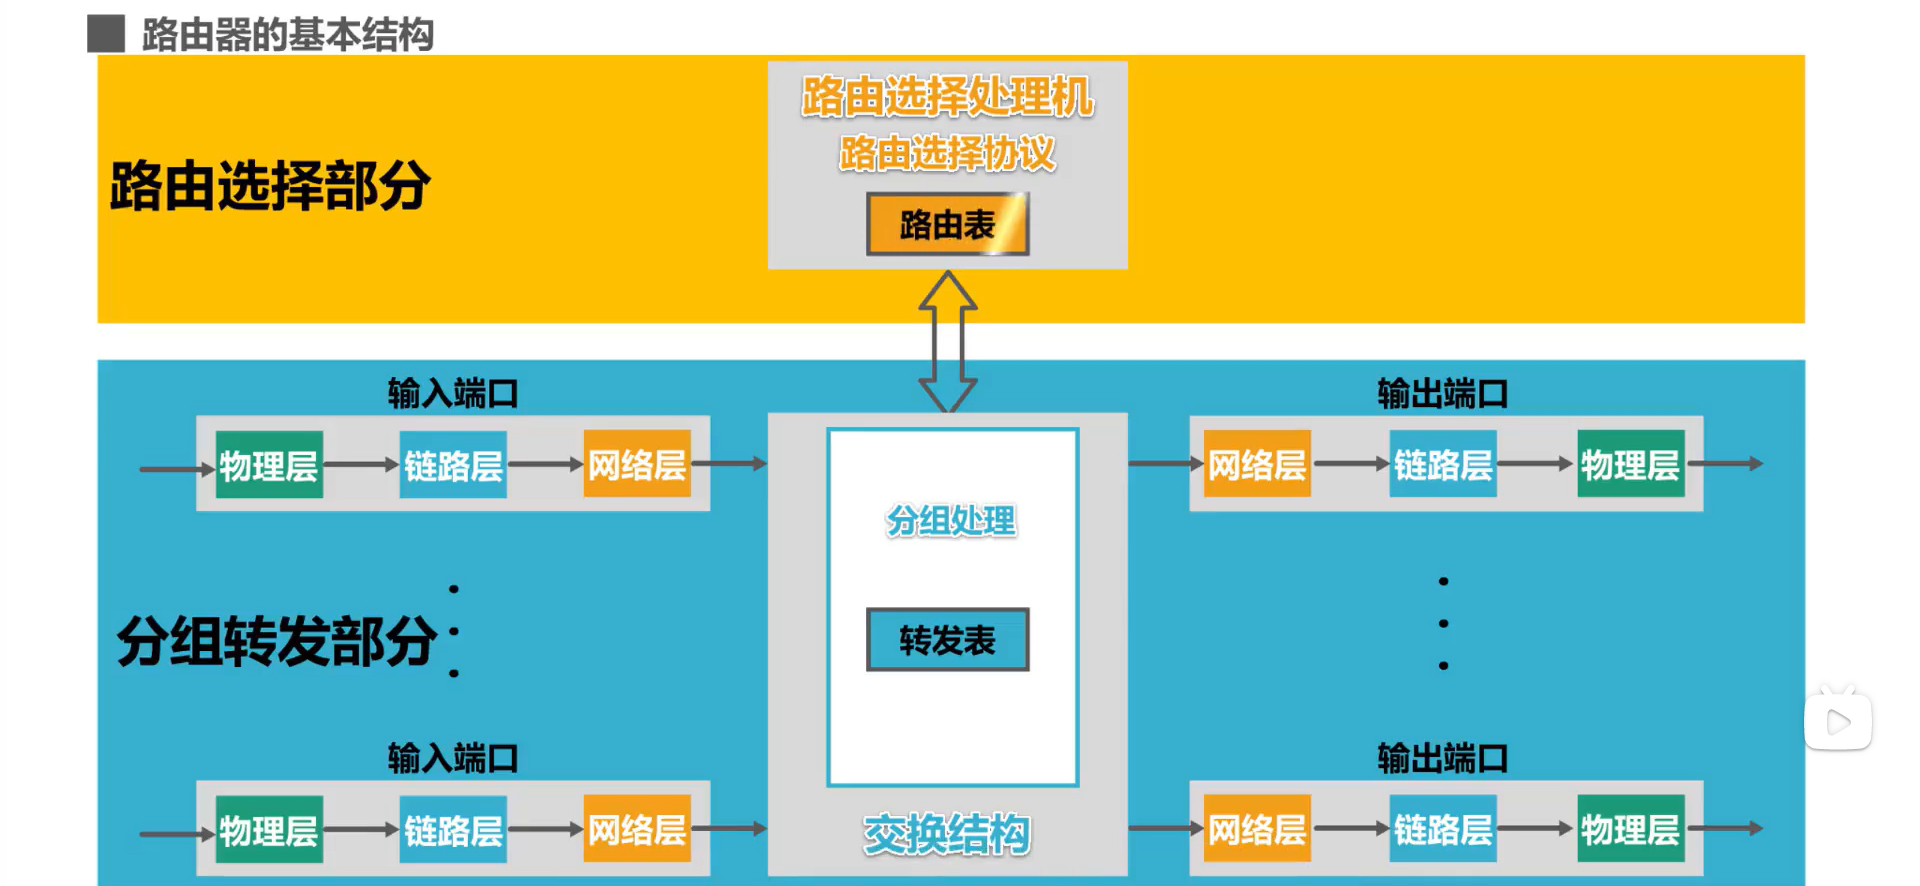 路由器的基本结构
路由选择处理机
路由选择协议
路由选择部分
路由表
输入端口
输出端口
物理层
链路层
网络层
网络层
链路层
物理层
分组处理
分组转发部分
转发表
输入端口
输出端口
物理层
链路层
网络层
交换结构
网络层
链路层
物理层